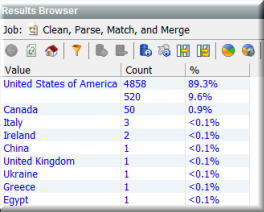 Results Browser
Job: Clean, Parse, Match, and Merge
Value Count %
United States of America 4858 89.3%
520 9.6%
Canada 50 0.9%
Italy 3 <0.1%
Ireland 2 <0.1%
China 1 <0.1%
United Kingdom 1 <0.1%
Ukraine 1 <0.1%
Greece 1 <0.1%
Egypt 1 <0.1%